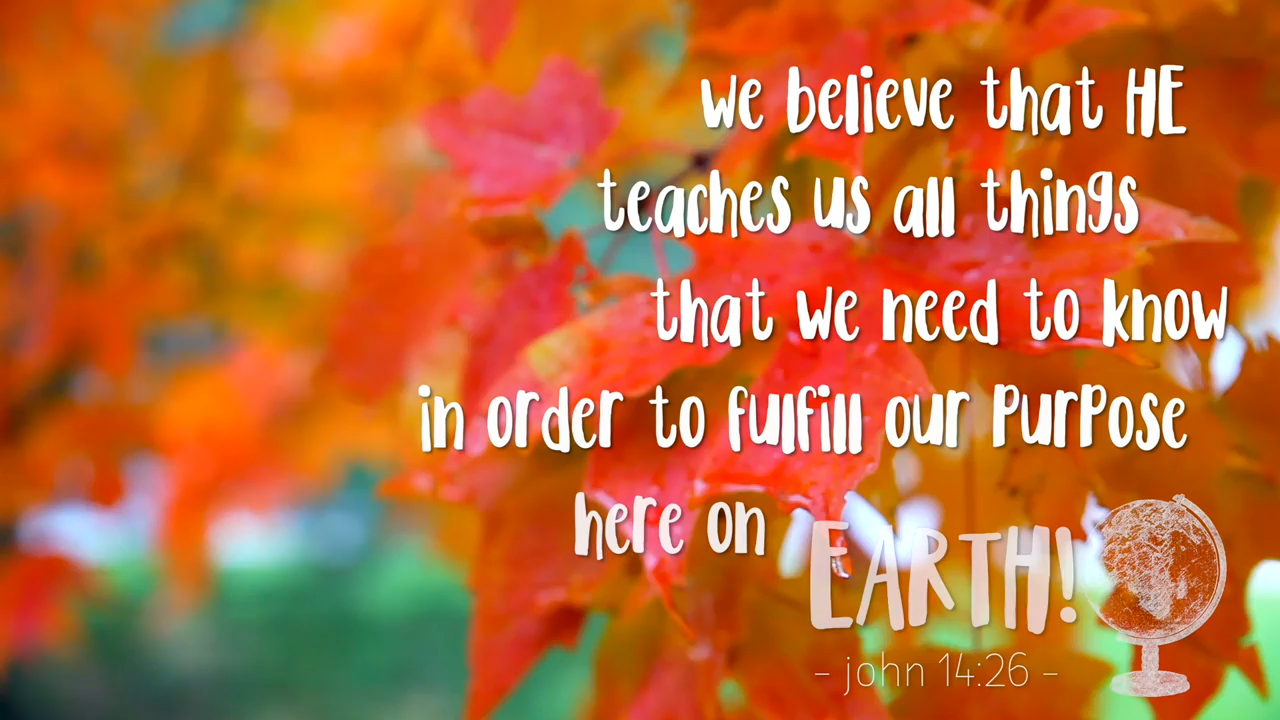 we believe that HE
teaches us all things
that we need to know
in order to fulfill our purpose
here on EARTH!
- john 14:26 -